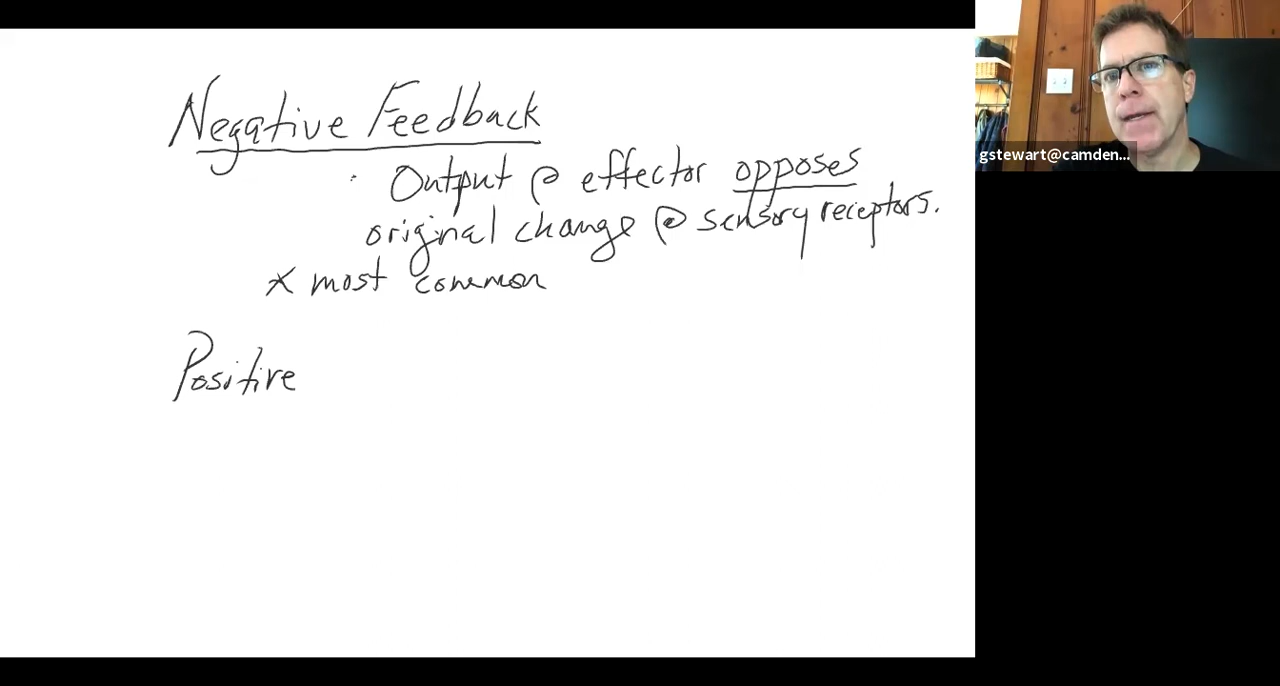 Negative Feedback
· Output @ effector opposes
original change @ sensory receptors.
* most common
Positive
gstewart@camden...